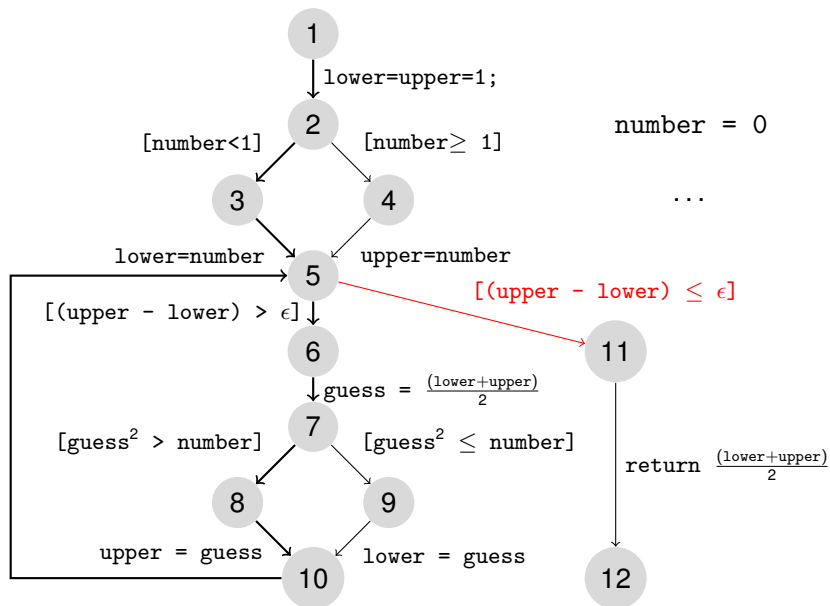 1
lower=upper=1;
2
number = 0
[number<1]
[number≥ 1]
3
4
...
lower=number
upper=number
5
[(upper - lower) ≤ ϵ]
[(upper - lower) > ϵ]
6
11
guess = (lower+upper)/2
7
[guess² > number]
[guess² ≤ number]
return (lower+upper)/2
8
9
upper = guess
lower = guess
10
12